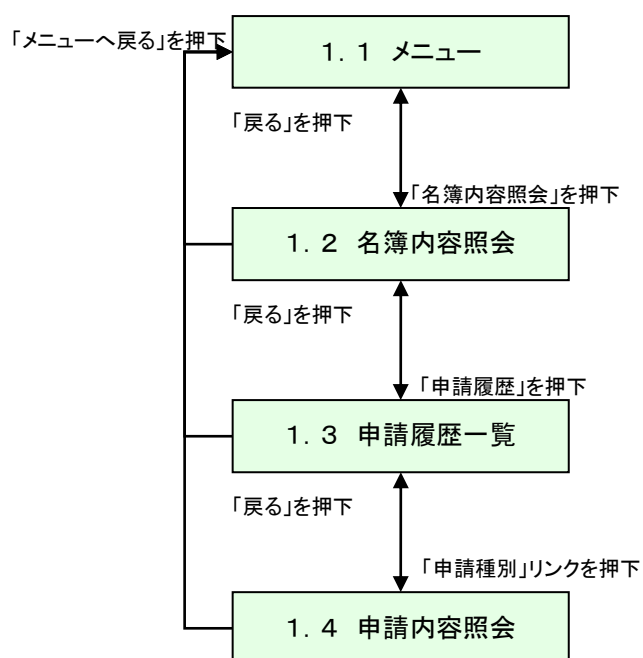 「メニューへ戻る」を押下
1．1 メニュー
「戻る」を押下
「名簿内容照会」を押下
1．2 名簿内容照会
「戻る」を押下
「申請履歴」を押下
1．3 申請履歴一覧
「戻る」を押下
「申請種別」リンクを押下
1．4 申請内容照会